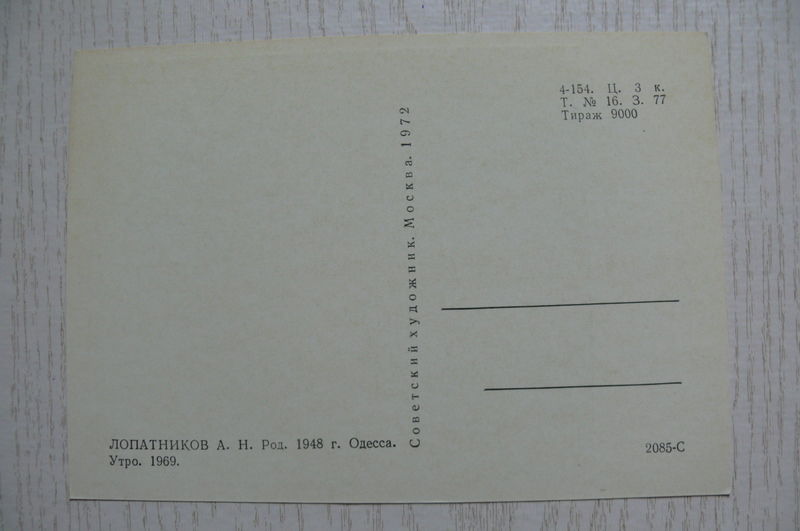 4-154. Ц. 3 к.
Т. № 16. З. 77
Тираж 9000
Советский художник. Москва. 1972
ЛОПАТНИКОВ А. Н. Род. 1948 г. Одесса.
Утро. 1969.
2085-С